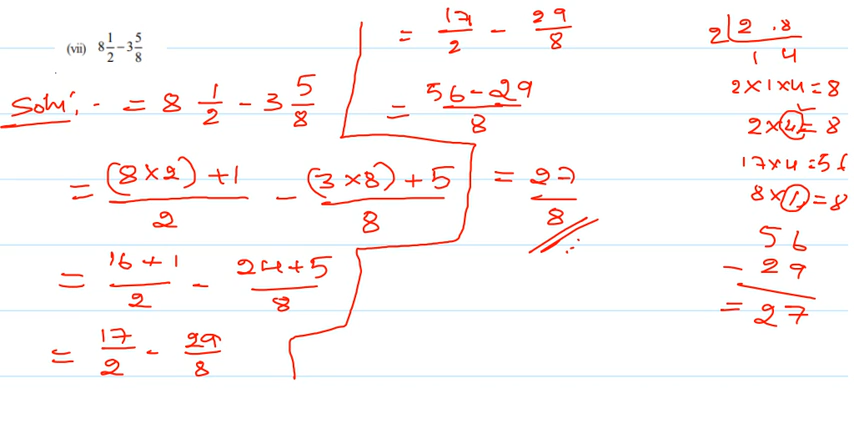 (vii) 8 1/2 - 3 5/8
Soln:- = 8 1/2 - 3 5/8
= (8 × 2) + 1 / 2 - (3 × 8) + 5 / 8
= 16 + 1 / 2 - 24 + 5 / 8
= 17/2 - 29/8
= 17/2 - 29/8
= 56 - 29 / 8
= 27/8
2 | 2 . 8
1 4
2 × 1 × 4 = 8
2 × 4 = 8
17 × 4 = 56
8 × 1 = 8
56
- 29
= 27